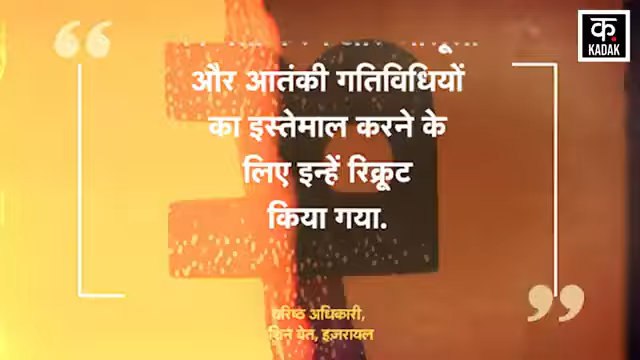 क.
KADAK
और आतंकी गतिविधियों
का इस्तेमाल करने के
लिए इन्हें रिक्रूट
किया गया.
वरिष्ठ अधिकारी,
शिन बेत, इज़रायल